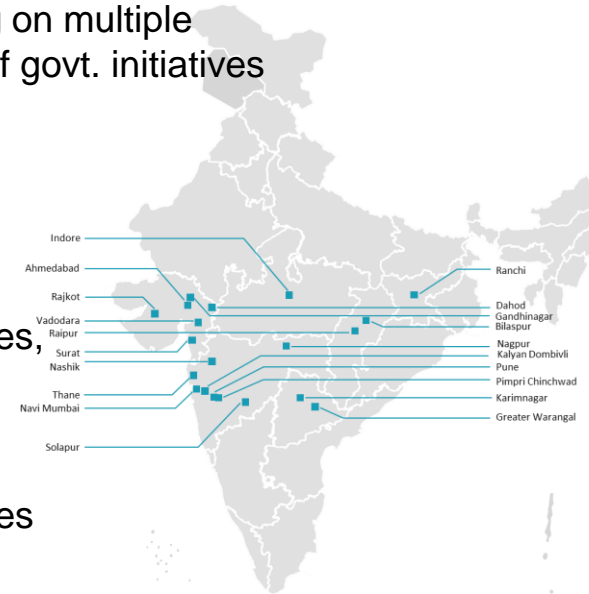 on multiple
f govt. initiatives
Indore
Ahmedabad
Rajkot
Vadodara
Raipur
es,
Surat
Nashik
Thane
Navi Mumbai
Solapur
es
Ranchi
Dahod
Gandhinagar
Bilaspur
Nagpur
Kalyan Dombivli
Pune
Pimpri Chinchwad
Karimnagar
Greater Warangal